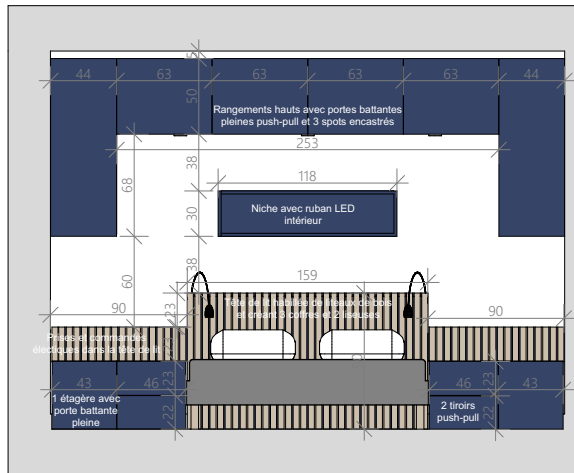 5
44
63
63
63
63
44
50
Rangements hauts avec portes battantes
pleines push-pull et 3 spots encastrés
253
38
68
118
30
Niche avec ruban LED
intérieur
38
60
159
90
23
Tête de lit habillée de liteaux de bois
et créant 3 coffres et 2 liseuses
90
Prises et commandes
électiques dans la tête de lit
43
46
23
46
23
43
1 étagère avec
porte battante
pleine
22
2 tiroirs
push-pull
22